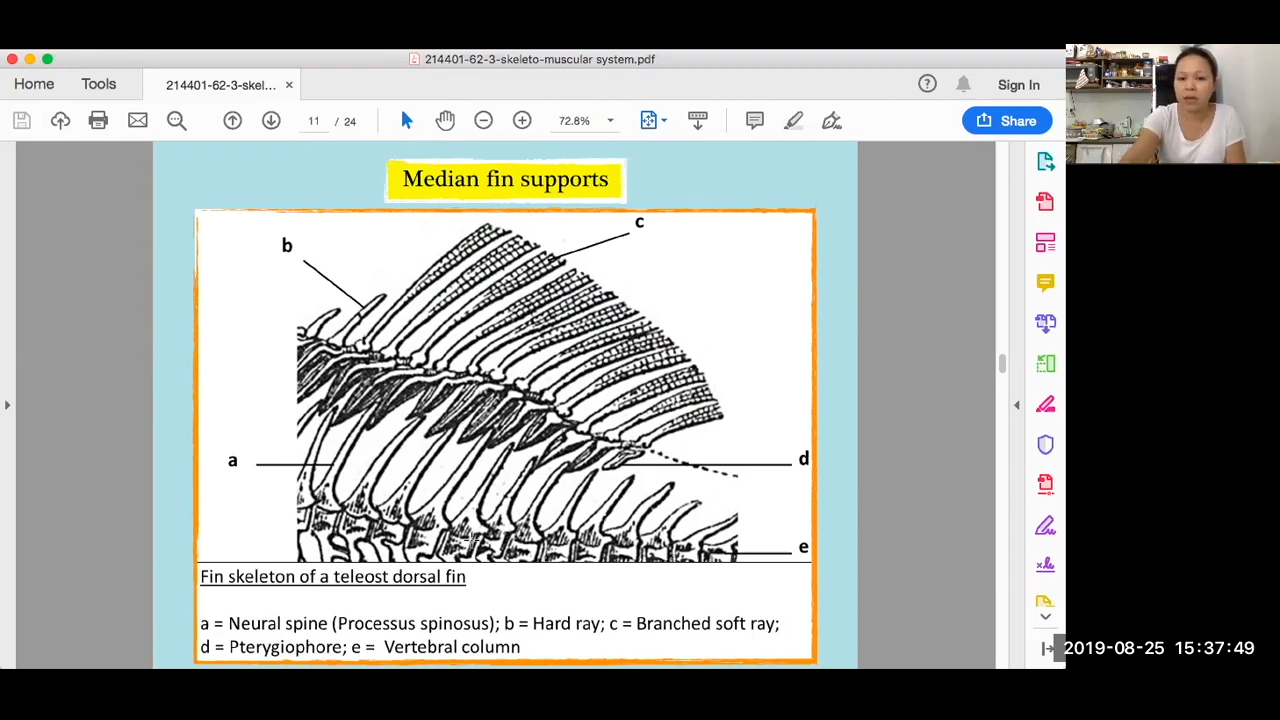 214401-62-3-skeleto-muscular system.pdf
Home Tools 214401-62-3-skel... × Sign In
11 / 24 72.8% Share
Median fin supports
c
b
a
d
e
Fin skeleton of a teleost dorsal fin
a = Neural spine (Processus spinosus); b = Hard ray; c = Branched soft ray;
d = Pterygiophore; e = Vertebral column
2019-08-25 15:37:49